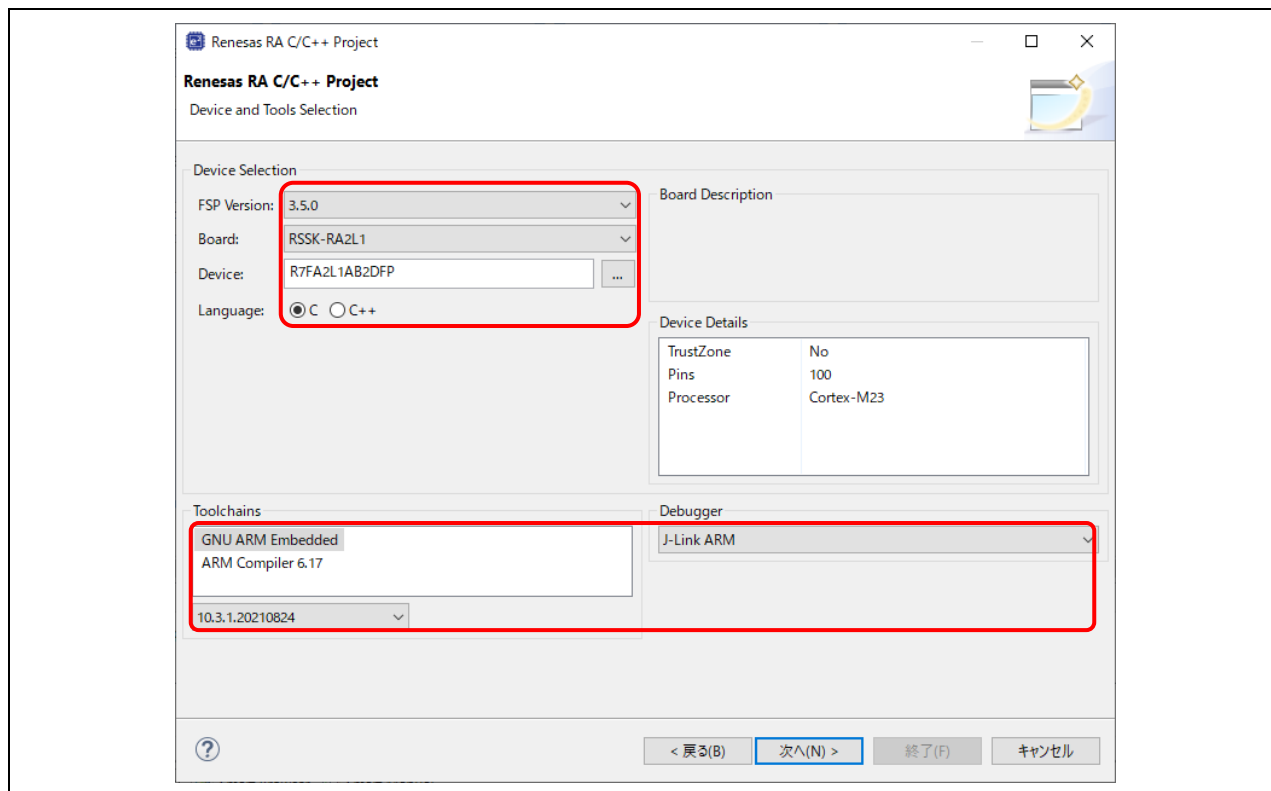 Renesas RA C/C++ Project
Renesas RA C/C++ Project
Device and Tools Selection
Device Selection
FSP Version: 3.5.0
Board: RSSK-RA2L1
Device: R7FA2L1AB2DFP ...
Language: C C++
Board Description
Device Details
TrustZone No
Pins 100
Processor Cortex-M23
Toolchains
GNU ARM Embedded
ARM Compiler 6.17
10.3.1.20210824
Debugger
J-Link ARM
?
< 戻る(B) 次へ(N) > 終了(F) キャンセル